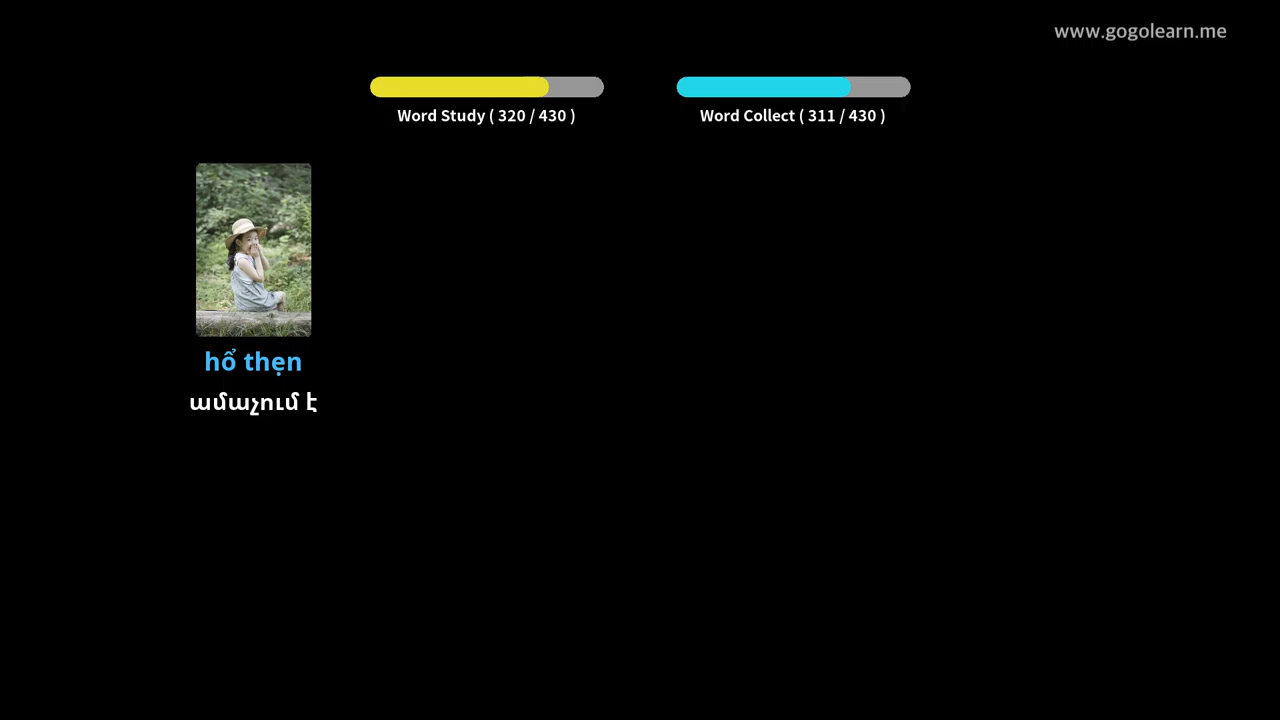 www.gogolearn.me
Word Study ( 320 / 430 )
Word Collect ( 311 / 430 )
hổ thẹn
ամաչում է